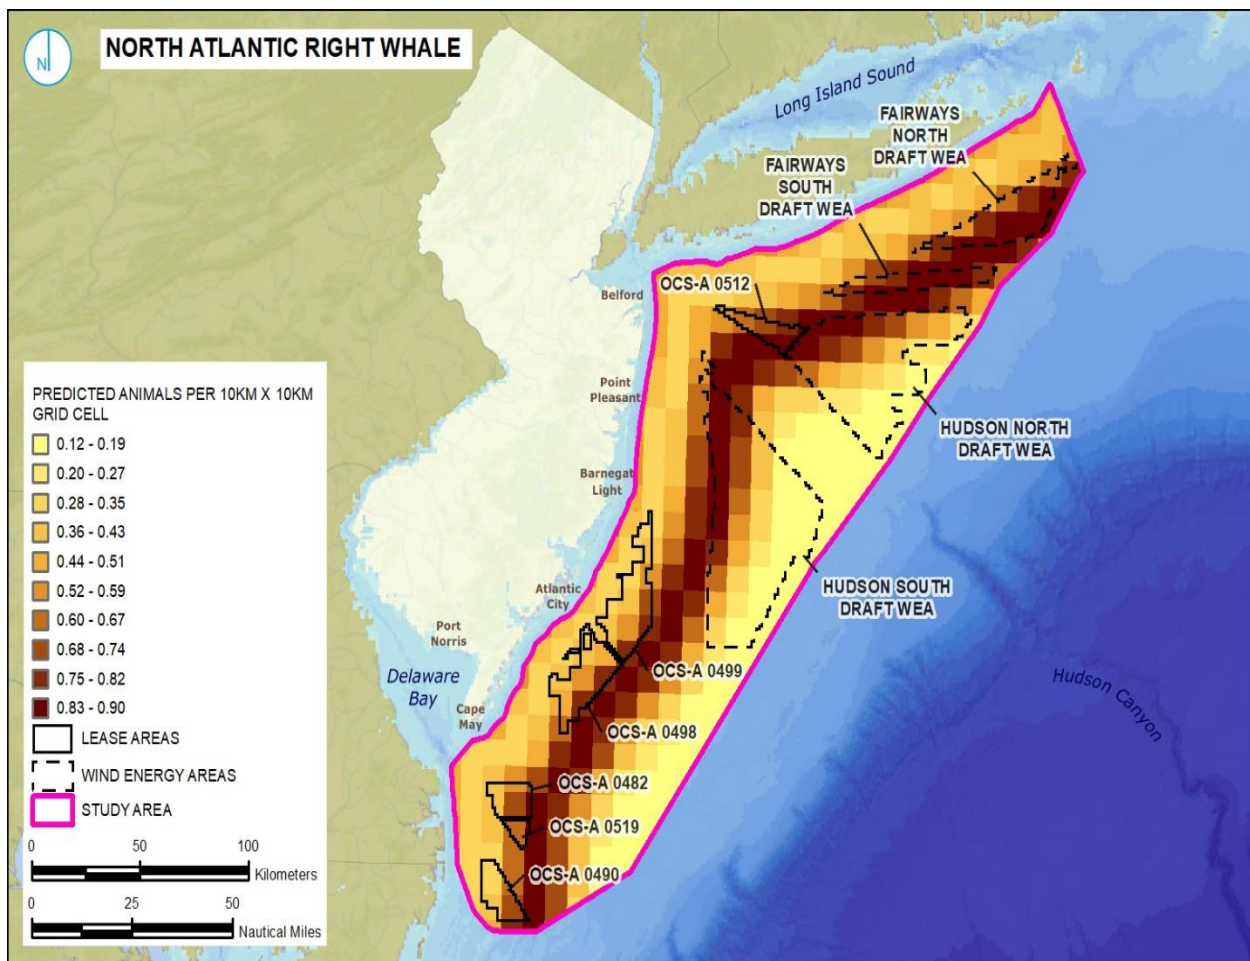 N
NORTH ATLANTIC RIGHT WHALE
Long Island Sound
FAIRWAYS
NORTH
DRAFT WEA
FAIRWAYS
SOUTH
DRAFT WEA
OCS-A 0512
Belford
Point
Pleasant
HUDSON NORTH
DRAFT WEA
Barnegat
Light
HUDSON SOUTH
DRAFT WEA
Atlantic
City
Port
Norris
OCS-A 0499
Delaware
Bay
Cape
May
OCS-A 0498
Hudson Canyon
OCS-A 0482
OCS-A 0519
OCS-A 0490
PREDICTED ANIMALS PER 10KM X 10KM
GRID CELL
0.12 - 0.19
0.20 - 0.27
0.28 - 0.35
0.36 - 0.43
0.44 - 0.51
0.52 - 0.59
0.60 - 0.67
0.68 - 0.74
0.75 - 0.82
0.83 - 0.90
LEASE AREAS
WIND ENERGY AREAS
STUDY AREA
0 50 100
Kilometers
0 25 50
Nautical Miles